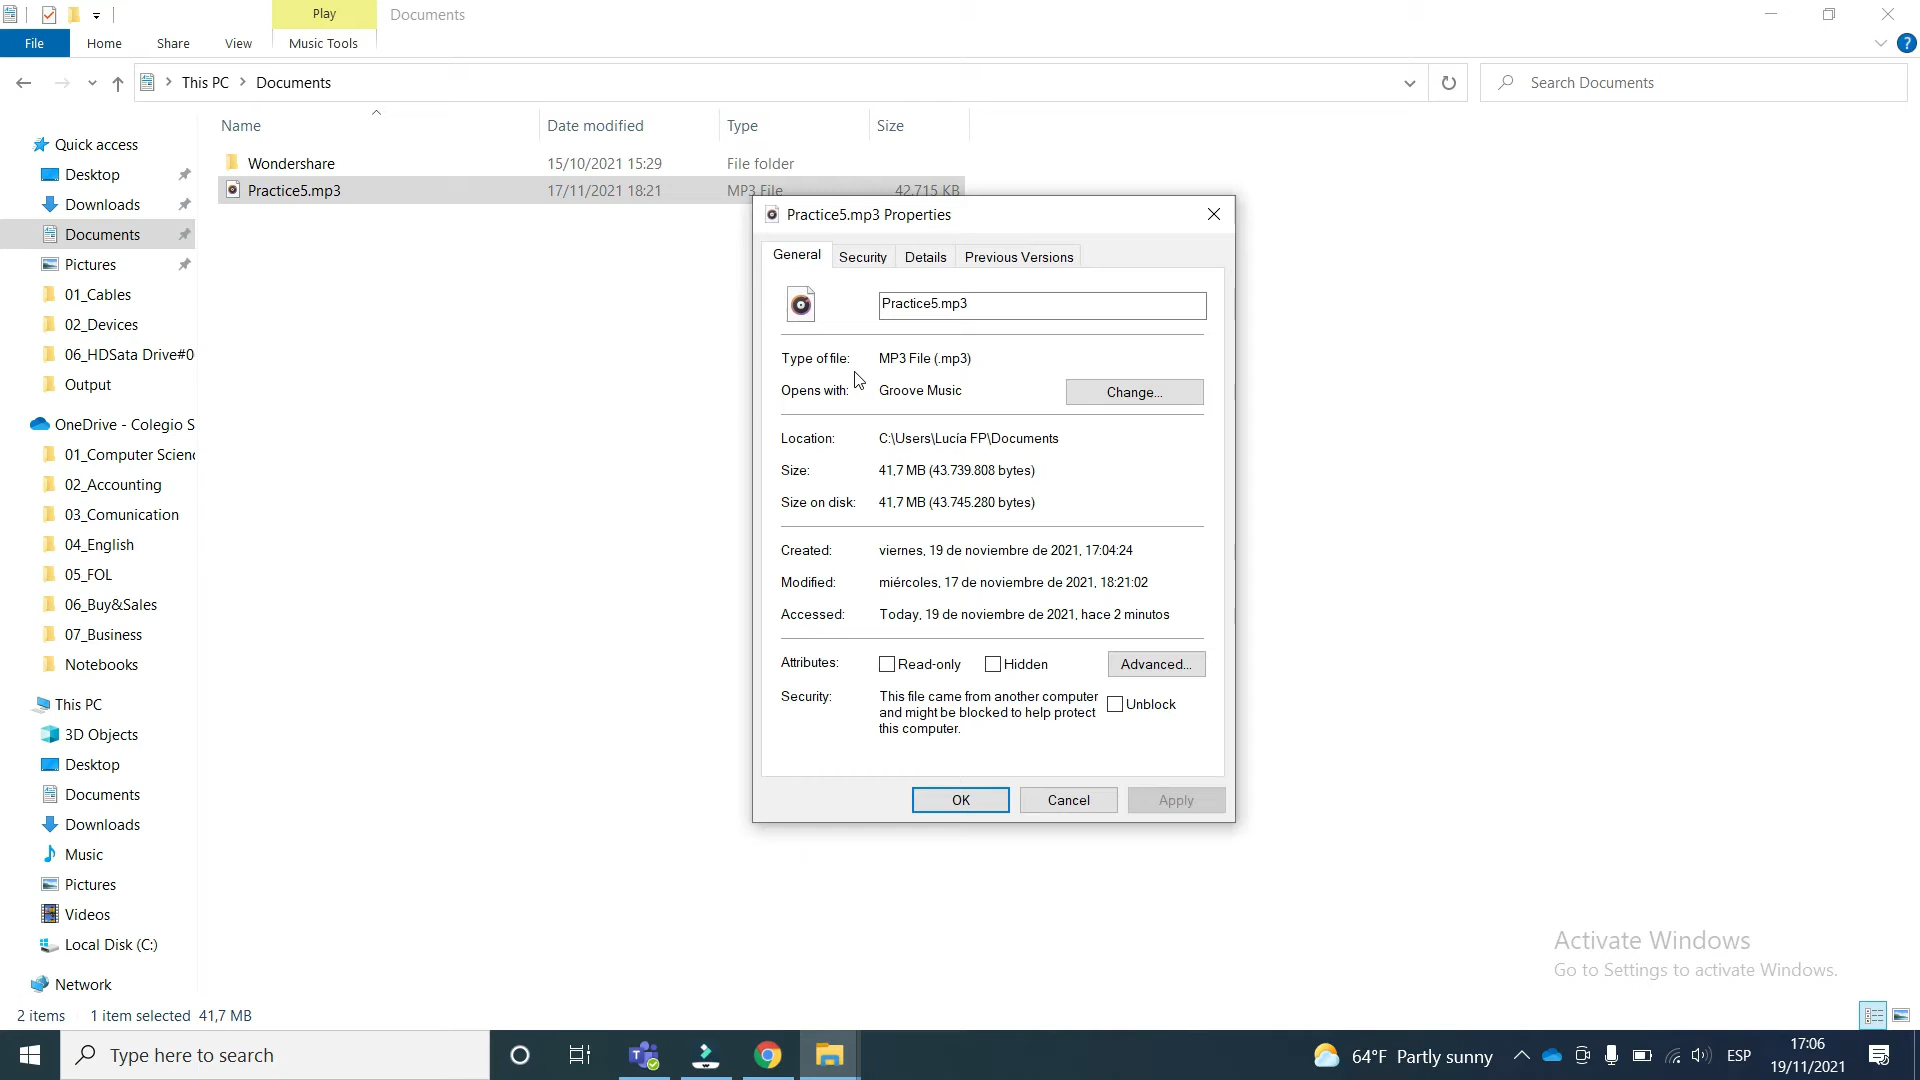 Play
Documents
File
Home
Share
View
Music Tools
This PC
Documents
Search Documents
Name
Date modified
Type
Size
Wondershare
15/10/2021 15:29
File folder
Practice5.mp3
17/11/2021 18:21
MP3 File
42.715 KB
Quick access
Desktop
Downloads
Documents
Pictures
01_Cables
02_Devices
06_HDSata Drive#0
Output
OneDrive - Colegio S
01_Computer Scien
02_Accounting
03_Comunication
04_English
05_FOL
06_Buy&Sales
07_Business
Notebooks
This PC
3D Objects
Desktop
Documents
Downloads
Music
Pictures
Videos
Local Disk (C:)
Network
2 items
1 item selected 41,7 MB
Practice5.mp3 Properties
General
Security
Details
Previous Versions
Practice5.mp3
Type of file:
MP3 File (.mp3)
Opens with:
Groove Music
Change...
Location:
C:\Users\Lucía FP\Documents
Size:
41,7 MB (43.739.808 bytes)
Size on disk:
41,7 MB (43.745.280 bytes)
Created:
viernes, 19 de noviembre de 2021, 17:04:24
Modified:
miércoles, 17 de noviembre de 2021, 18:21:02
Accessed:
Today, 19 de noviembre de 2021, hace 2 minutos
Attributes:
Read-only
Hidden
Advanced...
Security:
This file came from another computer
and might be blocked to help protect
this computer.
Unblock
OK
Cancel
Apply
Activate Windows
Go to Settings to activate Windows.
Type here to search
64°F Partly sunny
ESP
17:06
19/11/2021